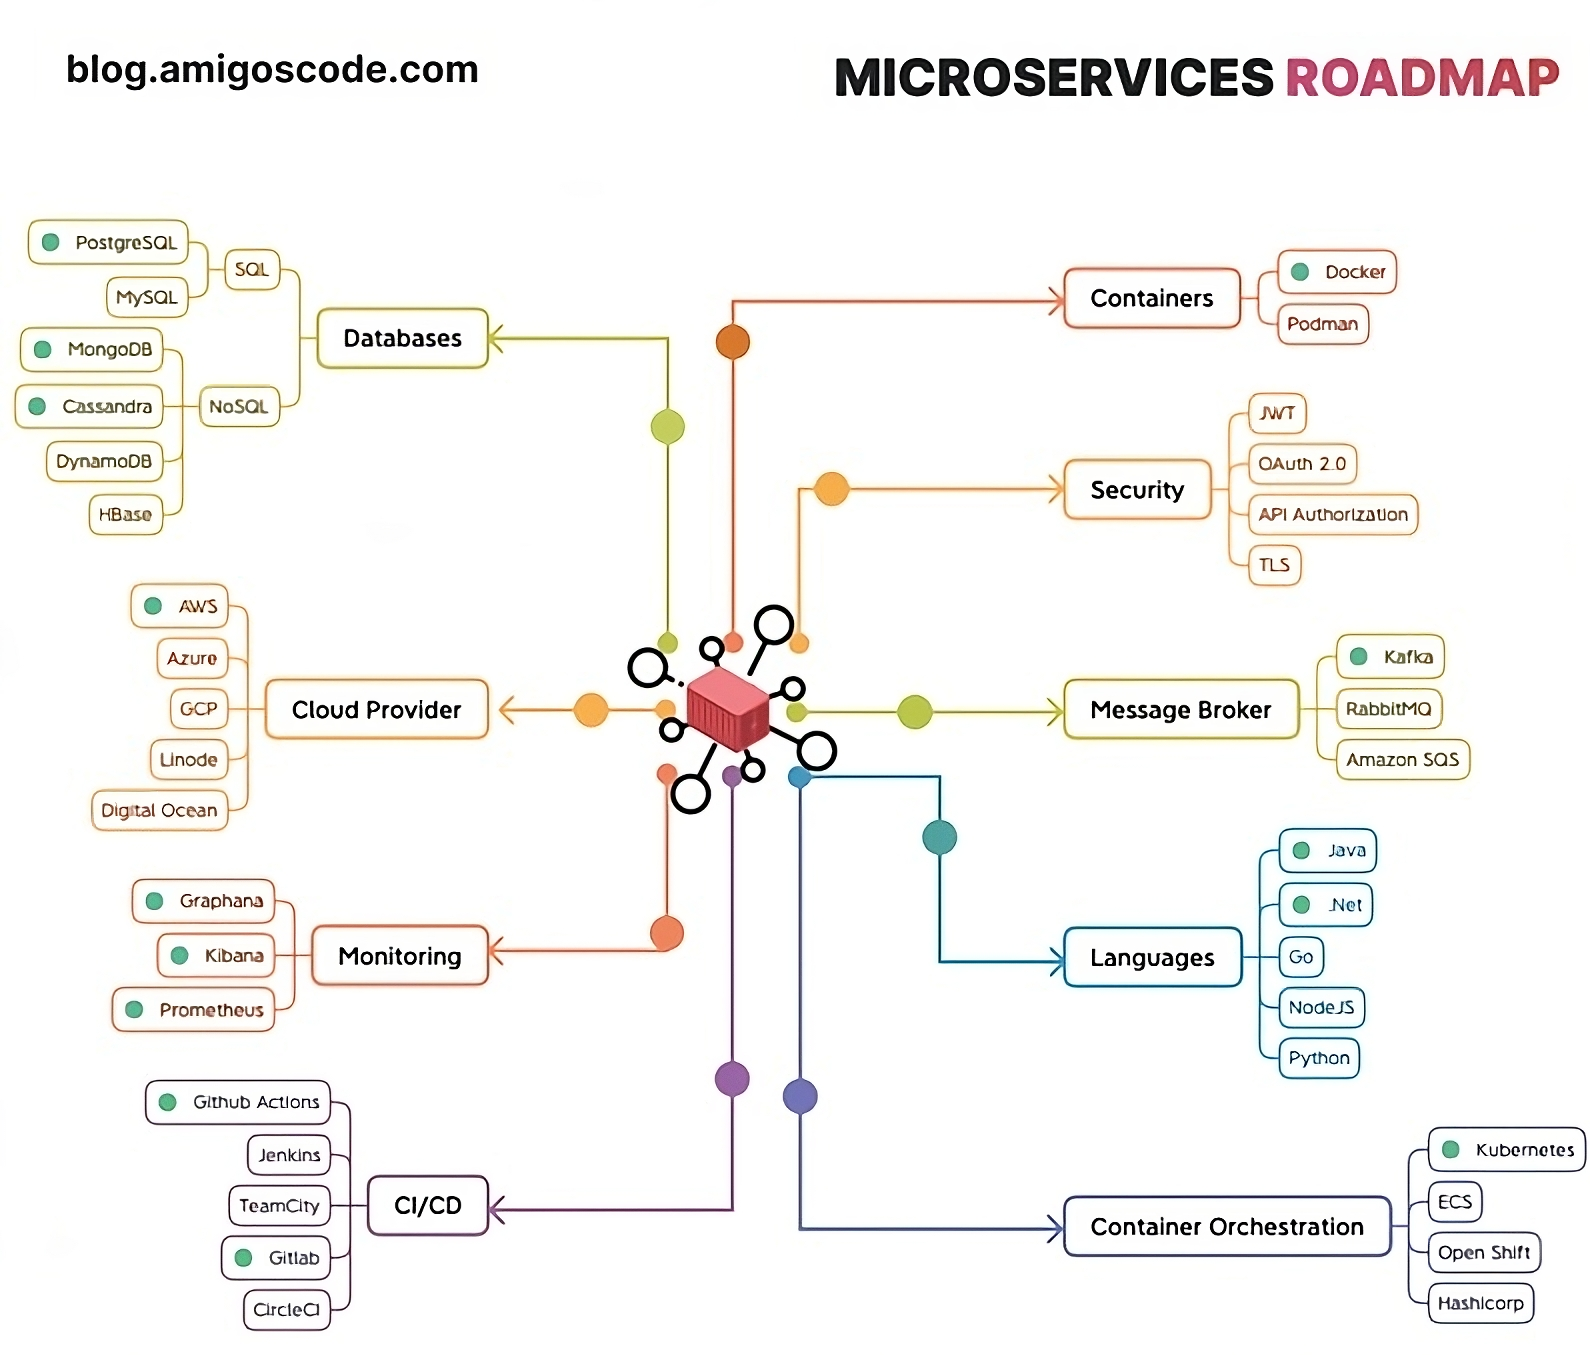 blog.amigoscode.com
MICROSERVICES ROADMAP
PostgreSQL
SQL
MySQL
Databases
MongoDB
Cassandra
NoSQL
DynamoDB
HBase
AWS
Azure
GCP
Cloud Provider
Linode
Digital Ocean
Graphana
Kibana
Monitoring
Prometheus
Github Actions
Jenkins
TeamCity
CI/CD
Gitlab
CircleCI
Containers
Docker
Podman
Security
JWT
OAuth 2.0
API Authorization
TLS
Message Broker
Kafka
RabbitMQ
Amazon SQS
Languages
Java
.Net
Go
NodeJS
Python
Container Orchestration
Kubernetes
ECS
Open Shift
Hashicorp